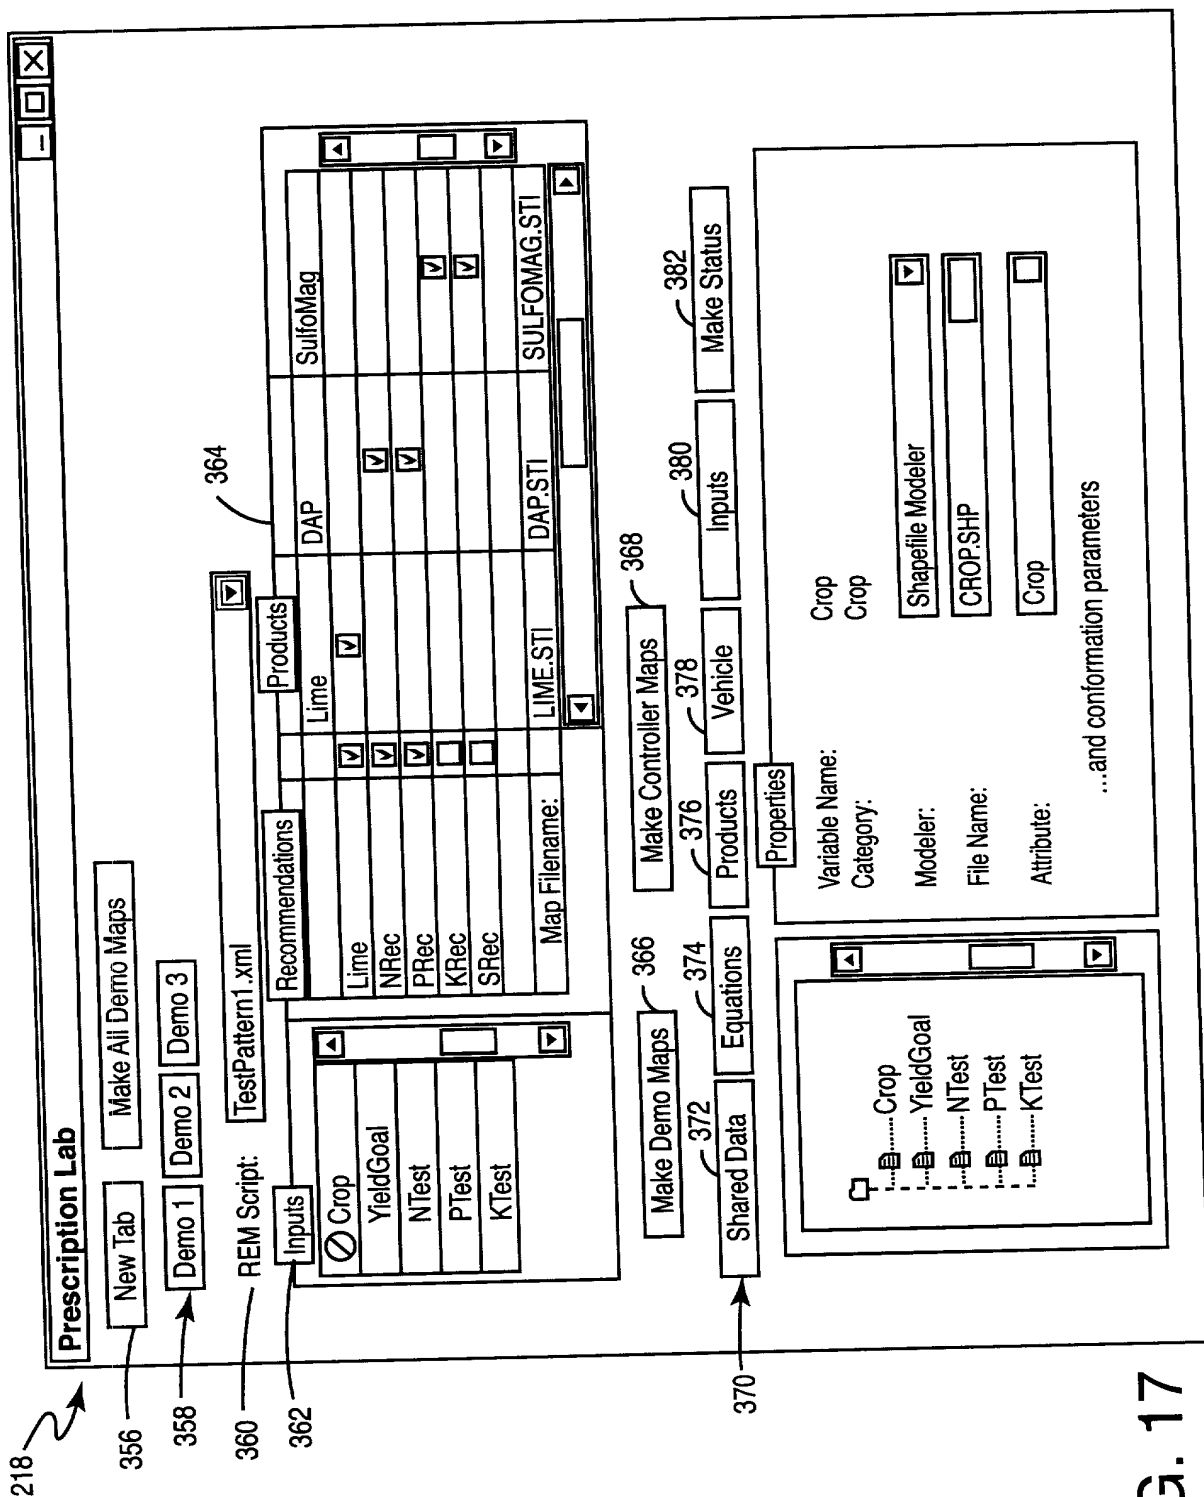 218
Prescription Lab
356
New Tab
Make All Demo Maps
358
Demo 1
Demo 2
Demo 3
360
REM Script:
TestPattern1.xml
362
Inputs
Recommendations
Products
364
Crop
YieldGoal
NTest
PTest
KTest
Lime
DAP
SulfoMag
Lime
NRec
PRec
KRec
SRec
Map Filename:
LIME.STI
DAP.STI
SULFOMAG.STI
Make Demo Maps
366
Make Controller Maps
368
370
372
374
376
378
380
382
Shared Data
Equations
Products
Vehicle
Inputs
Make Status
Crop
YieldGoal
NTest
PTest
KTest
Properties
Variable Name:
Crop
Category:
Crop
Modeler:
Shapefile Modeler
File Name:
CROP.SHP
Attribute:
Crop
...and conformation parameters
G. 17